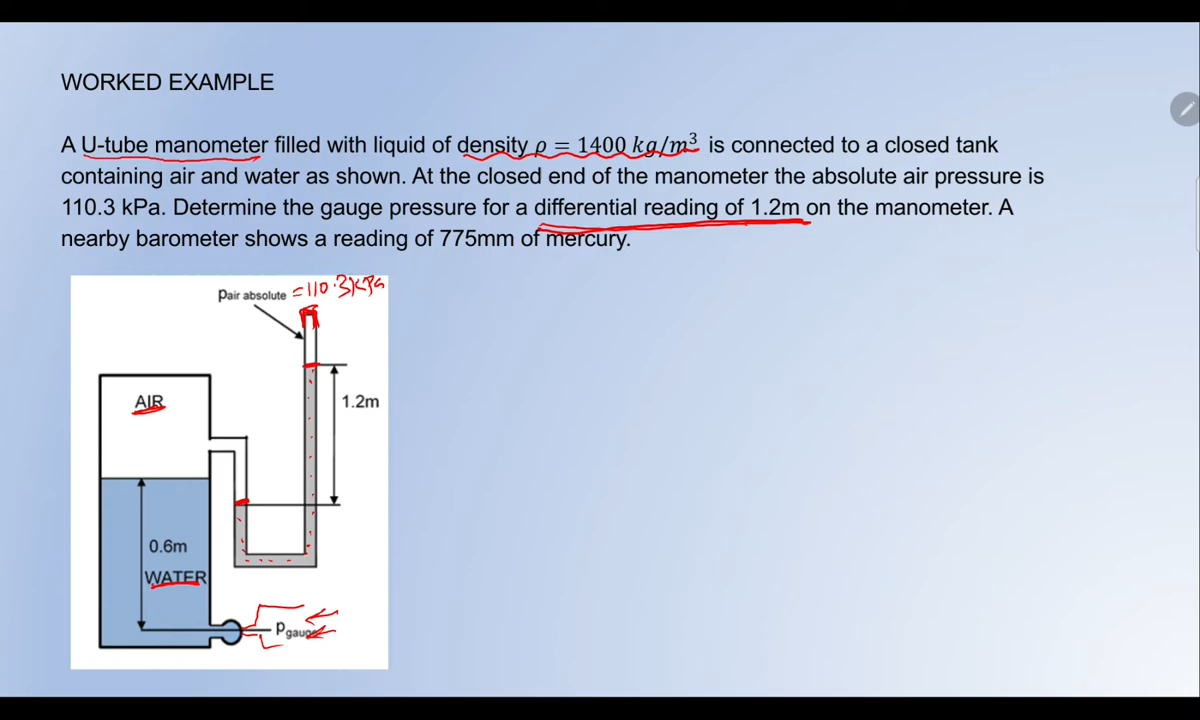 WORKED EXAMPLE
A U-tube manometer filled with liquid of density ρ = 1400 kg/m³ is connected to a closed tank
containing air and water as shown. At the closed end of the manometer the absolute air pressure is
110.3 kPa. Determine the gauge pressure for a differential reading of 1.2m on the manometer. A
nearby barometer shows a reading of 775mm of mercury.
pair absolute = 110.3 kPa
AIR
1.2m
0.6m
WATER
Pgauge